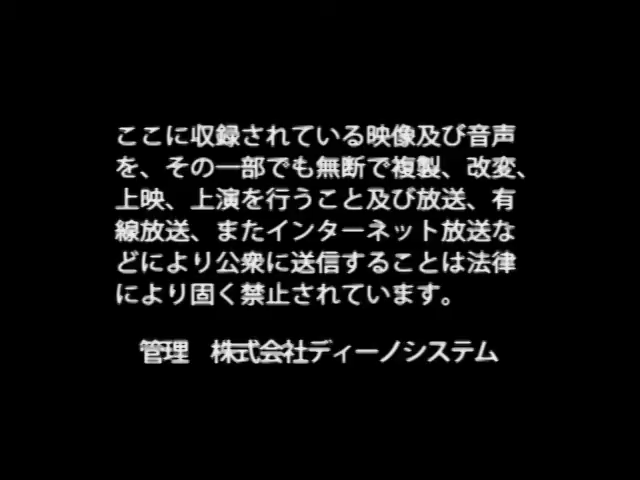 ここに収録されている映像及び音声
を、その一部でも無断で複製、改変、
上映、上演を行うこと及び放送、有
線放送、またインターネット放送な
どにより公衆に送信することは法律
により固く禁止されています。
管理　株式会社ディーノシステム